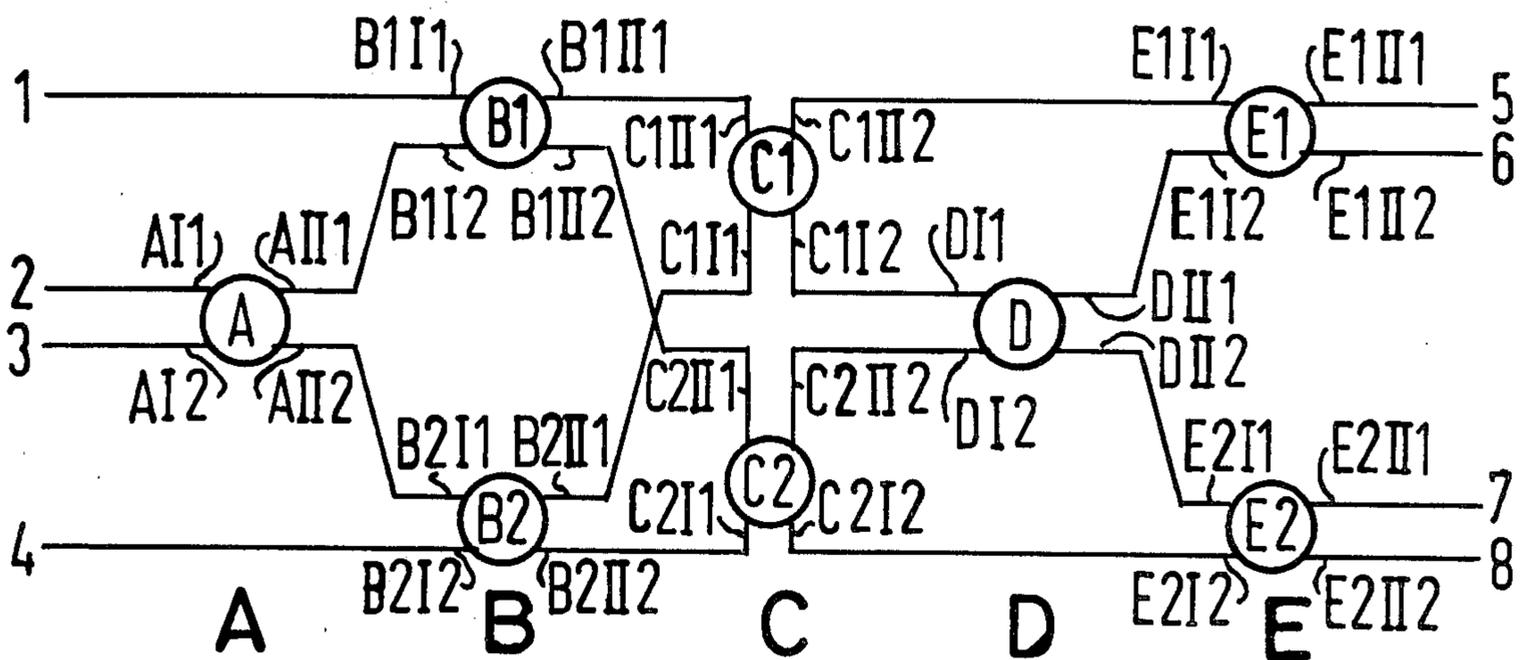 B1I1 B1II1 E1I1 E1II1
1 B1 5
C1II1 C1II2 E1 6
C1
B1I2 B1II2 E1I2 E1II2
AI1 AII1 C1I1 C1I2 DI1
2 DII1
A D
3 DII2
AI2 AII2 C2II1 C2II2 DI2
B2I1 B2II1 E2I1 E2II1
C2 7
B2 C2I1 C2I2 E2
4 8
B2I2 B2II2 E2I2 E2II2
A B C D E